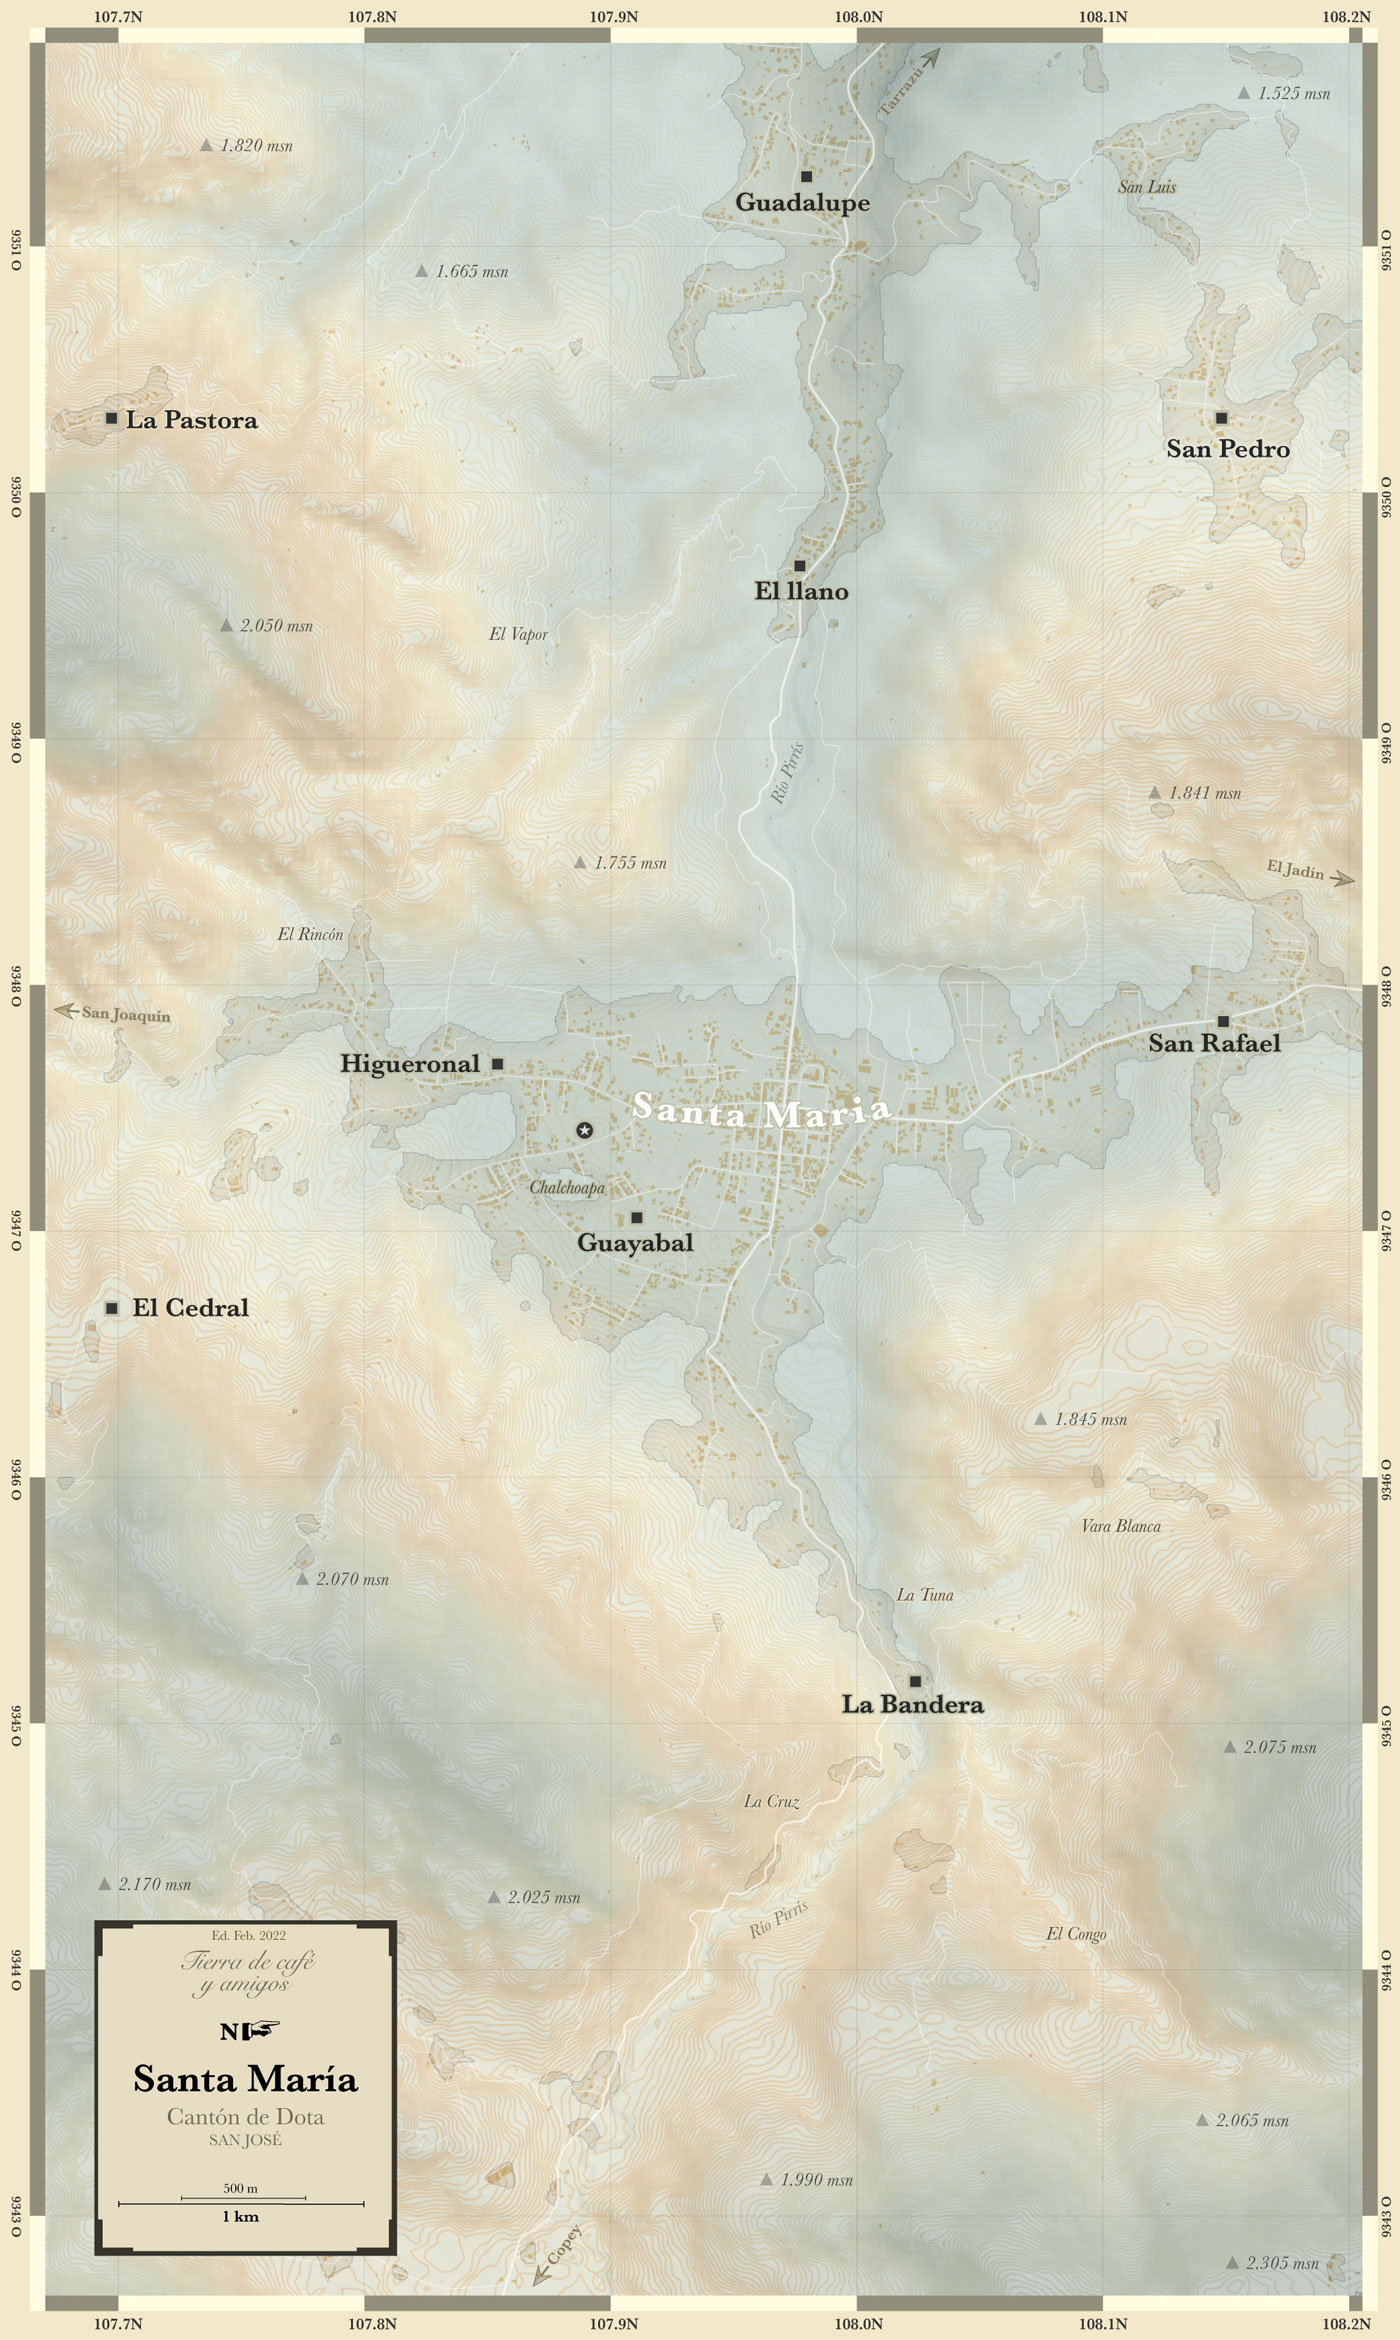 107.7N
107.8N
107.9N
108.0N
108.1N
108.2N
Tarrazú
1.525 msn
1.820 msn
San Luis
Guadalupe
9351 O
9351 O
1.665 msn
La Pastora
San Pedro
9350 O
9350 O
El llano
2.050 msn
El Vapor
9349 O
9349 O
Río Pirrís
1.841 msn
1.755 msn
El Jadín
El Rincón
9348 O
9348 O
San Joaquín
San Rafael
Higueronal
Santa Maria
Chalchoapa
9347 O
9347 O
Guayabal
El Cedral
1.845 msn
9346 O
9346 O
Vara Blanca
2.070 msn
La Tuna
La Bandera
9345 O
9345 O
2.075 msn
La Cruz
2.170 msn
2.025 msn
Río Pirrís
El Congo
Ed. Feb. 2022
Tierra de café
y amigos
9344 O
9344 O
N
Santa María
Cantón de Dota
SAN JOSÉ
2.065 msn
1.990 msn
500 m
1 km
9343 O
9343 O
Copey
2.305 msn
107.7N
107.8N
107.9N
108.0N
108.1N
108.2N